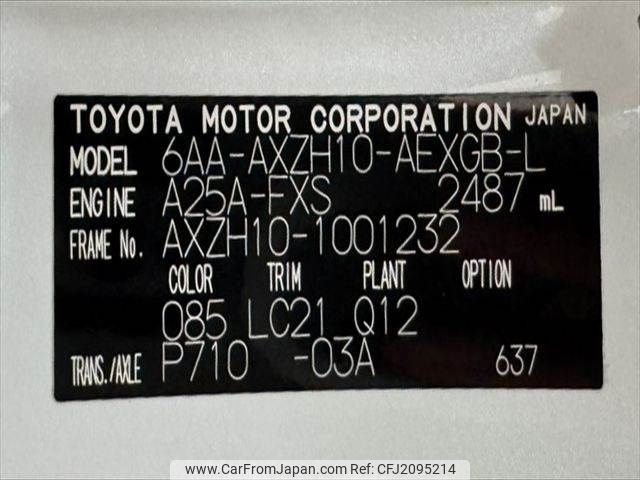 TOYOTA MOTOR CORPORATION JAPAN
MODEL 6AA-AXZH10-AEXGB-L
ENGINE A25A-FXS 2487 mL
FRAME No. AXZH10-1001232
COLOR TRIM PLANT OPTION
085 LC21 Q12
TRANS./AXLE P710 -03A 637
www.CarFromJapan.com CFJ2095214